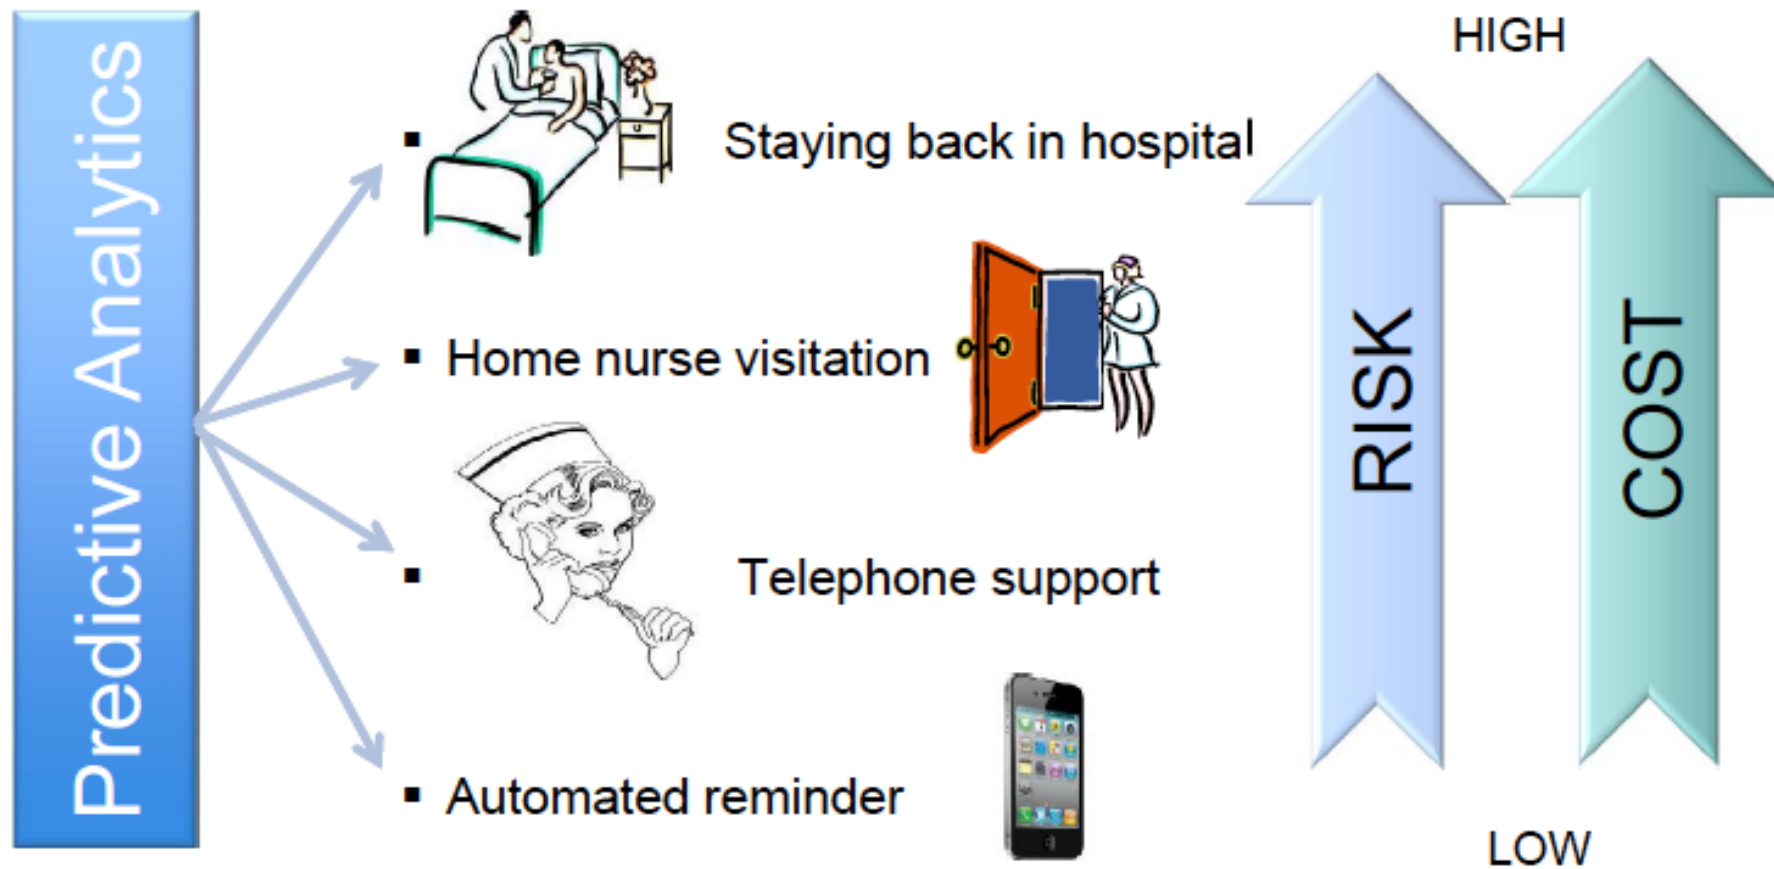 Predictive Analytics
▪ Staying back in hospital
▪ Home nurse visitation
▪ Telephone support
▪ Automated reminder
HIGH
RISK
COST
LOW